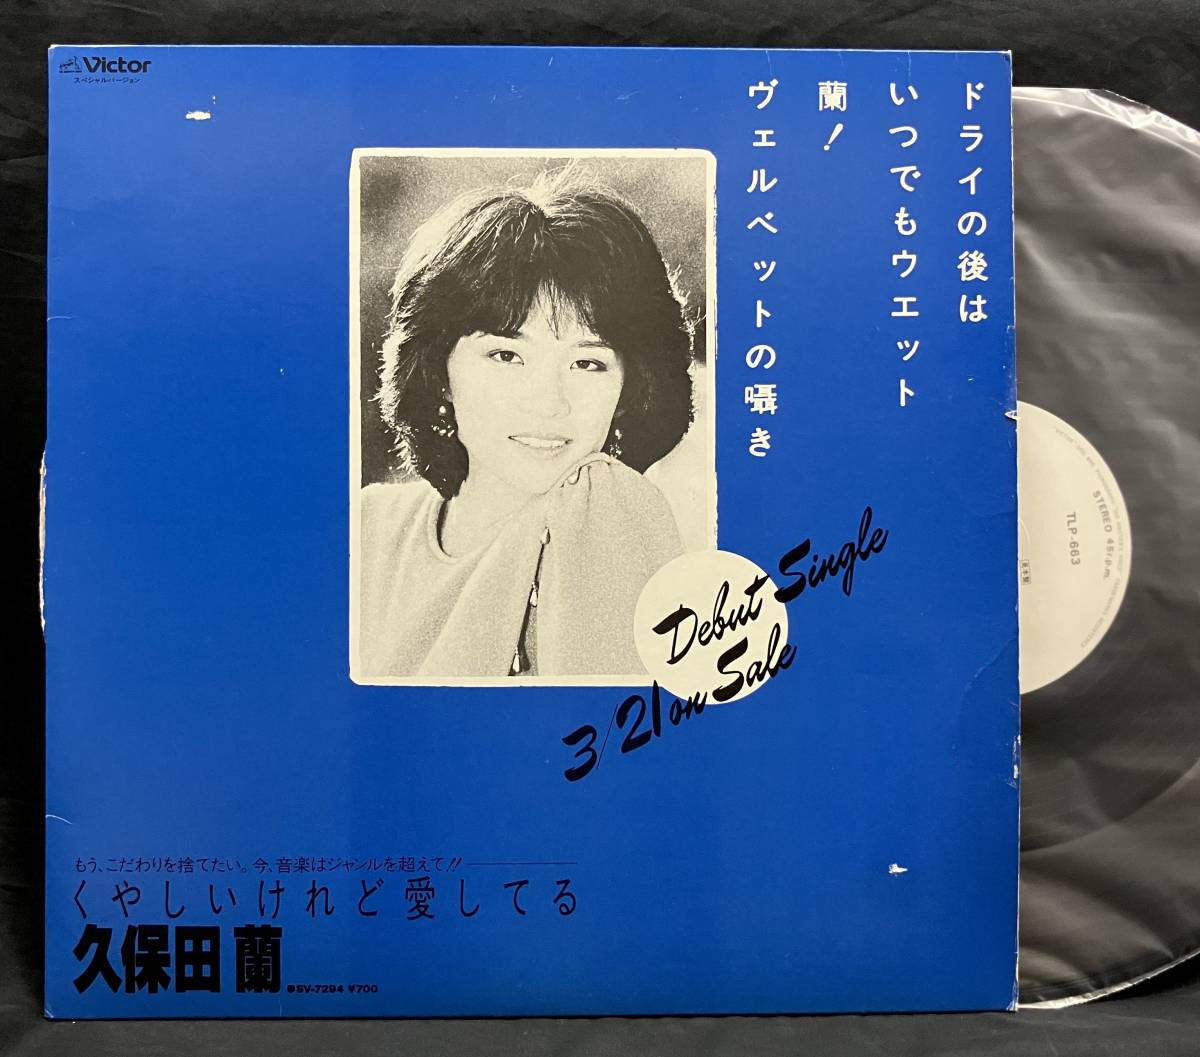 Victor
スペシャルバージョン
ドライの後は
いつでもウエット
蘭!
ヴェルベットの囁き
Debut Single
3/21 on Sale
もう、こだわりを捨てたい。今、音楽はジャンルを超えて!!
くやしいけれど愛してる
久保田 蘭
●SV-7294 ¥700
STEREO 45r.p.m.
TLP-663
見本盤